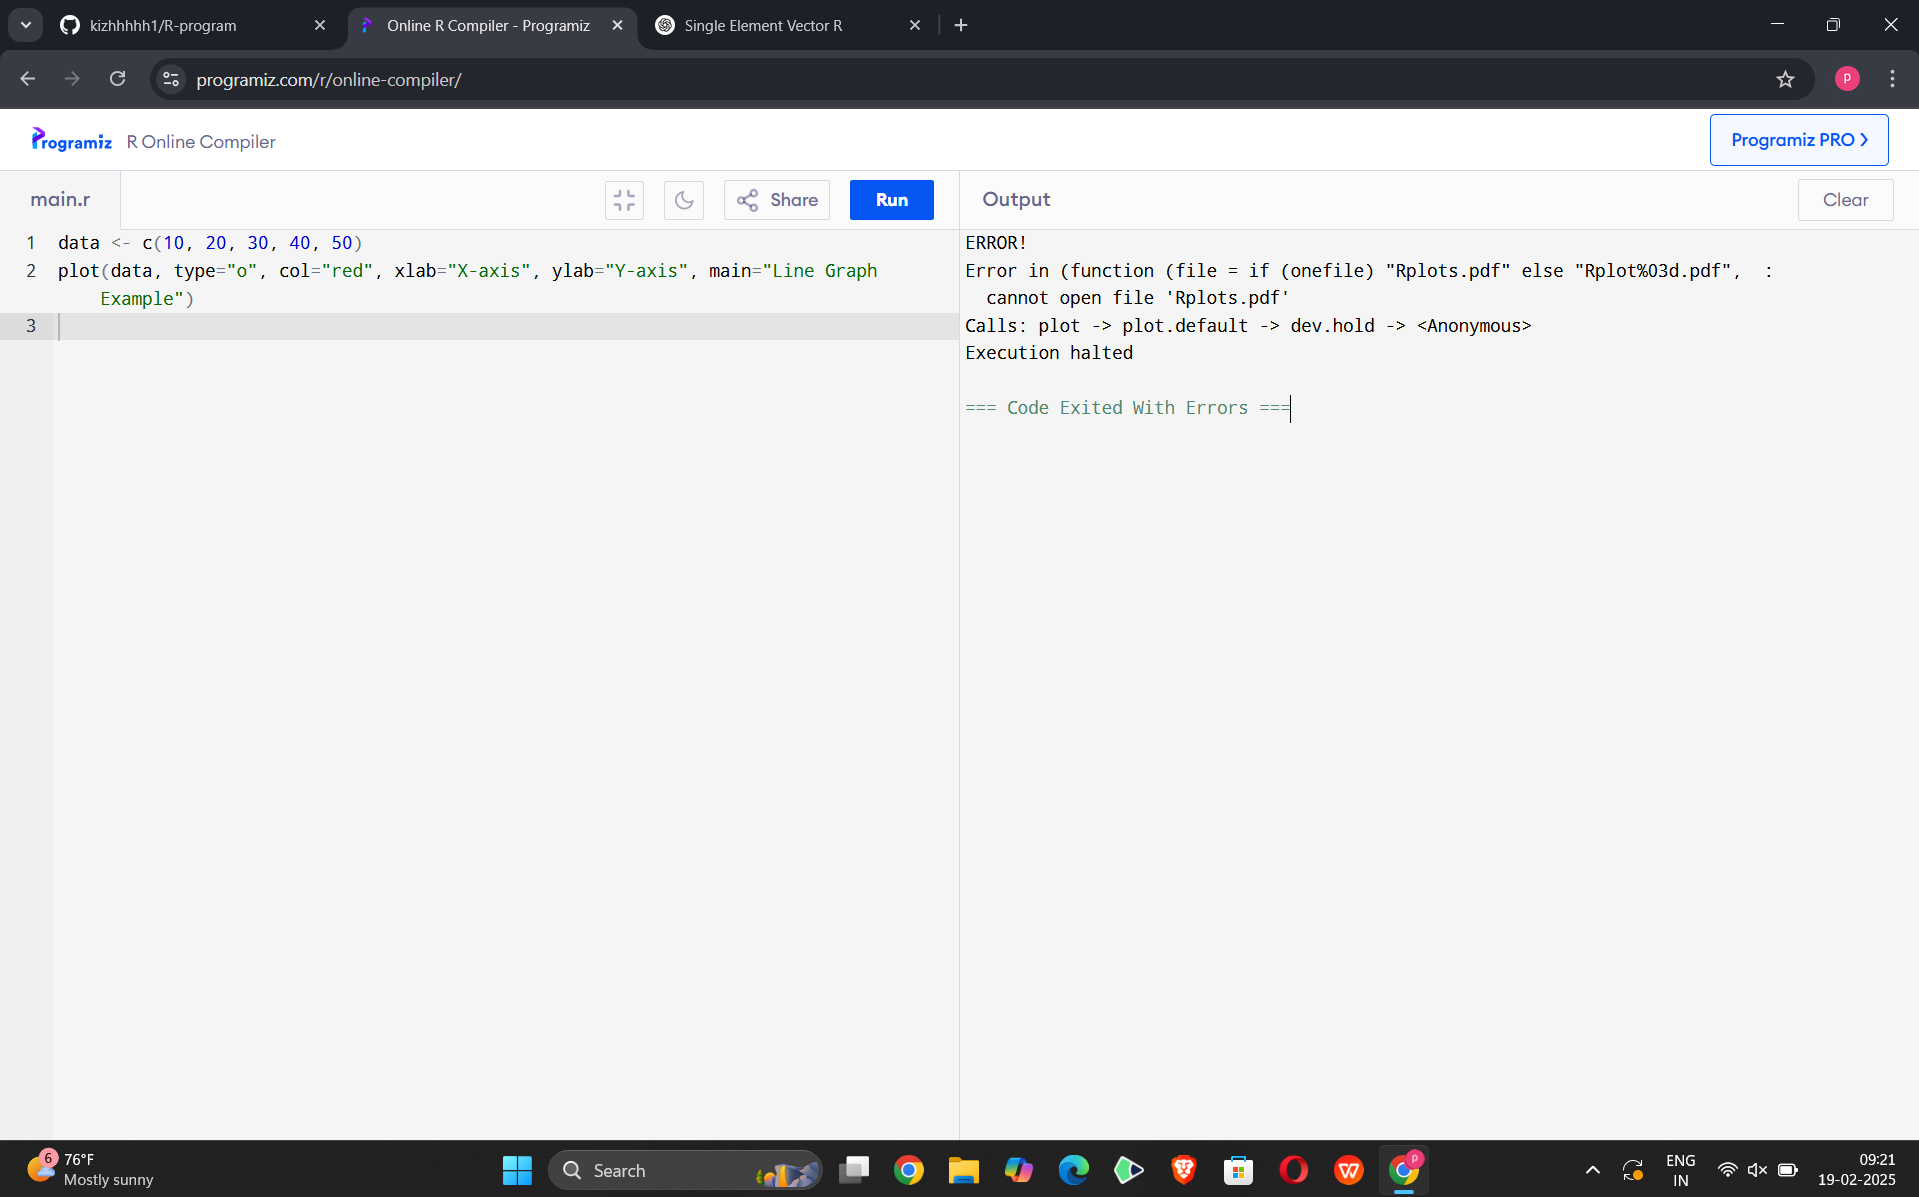 kizhhhhh1/R-program
Online R Compiler - Programiz
Single Element Vector R
programiz.com/r/online-compiler/
P
Programiz R Online Compiler
Programiz PRO
main.r
Share
Run
Output
Clear
1 data <- c(10, 20, 30, 40, 50)
2 plot(data, type="o", col="red", xlab="X-axis", ylab="Y-axis", main="Line Graph
Example")
3
ERROR!
Error in (function (file = if (onefile) "Rplots.pdf" else "Rplot%03d.pdf",  :
cannot open file 'Rplots.pdf'
Calls: plot -> plot.default -> dev.hold -> <Anonymous>
Execution halted
=== Code Exited With Errors ===
6
76°F
Mostly sunny
Search
W
P
ENG
IN
09:21
19-02-2025